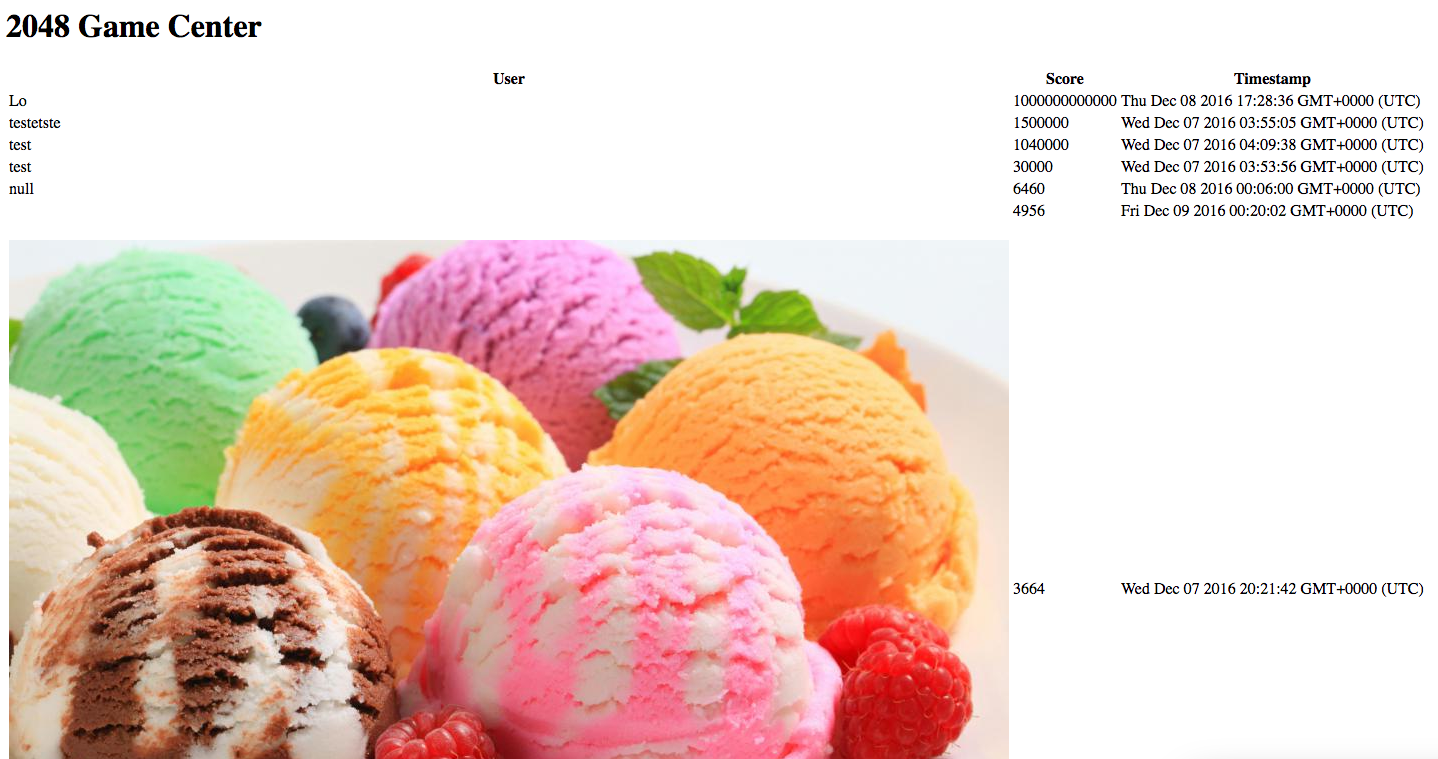 2048 Game Center
User Score Timestamp
Lo 1000000000000 Thu Dec 08 2016 17:28:36 GMT+0000 (UTC)
testetste 1500000 Wed Dec 07 2016 03:55:05 GMT+0000 (UTC)
test 1040000 Wed Dec 07 2016 04:09:38 GMT+0000 (UTC)
test 30000 Wed Dec 07 2016 03:53:56 GMT+0000 (UTC)
null 6460 Thu Dec 08 2016 00:06:00 GMT+0000 (UTC)
4956 Fri Dec 09 2016 00:20:02 GMT+0000 (UTC)
3664 Wed Dec 07 2016 20:21:42 GMT+0000 (UTC)